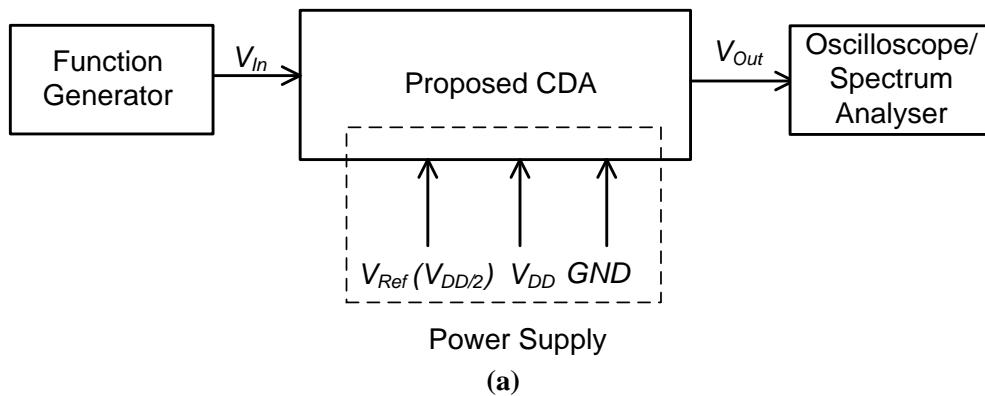 Function
Generator
V_In
Proposed CDA
V_Out
Oscilloscope/
Spectrum
Analyser
V_Ref (V_DD/2)
V_DD
GND
Power Supply
(a)